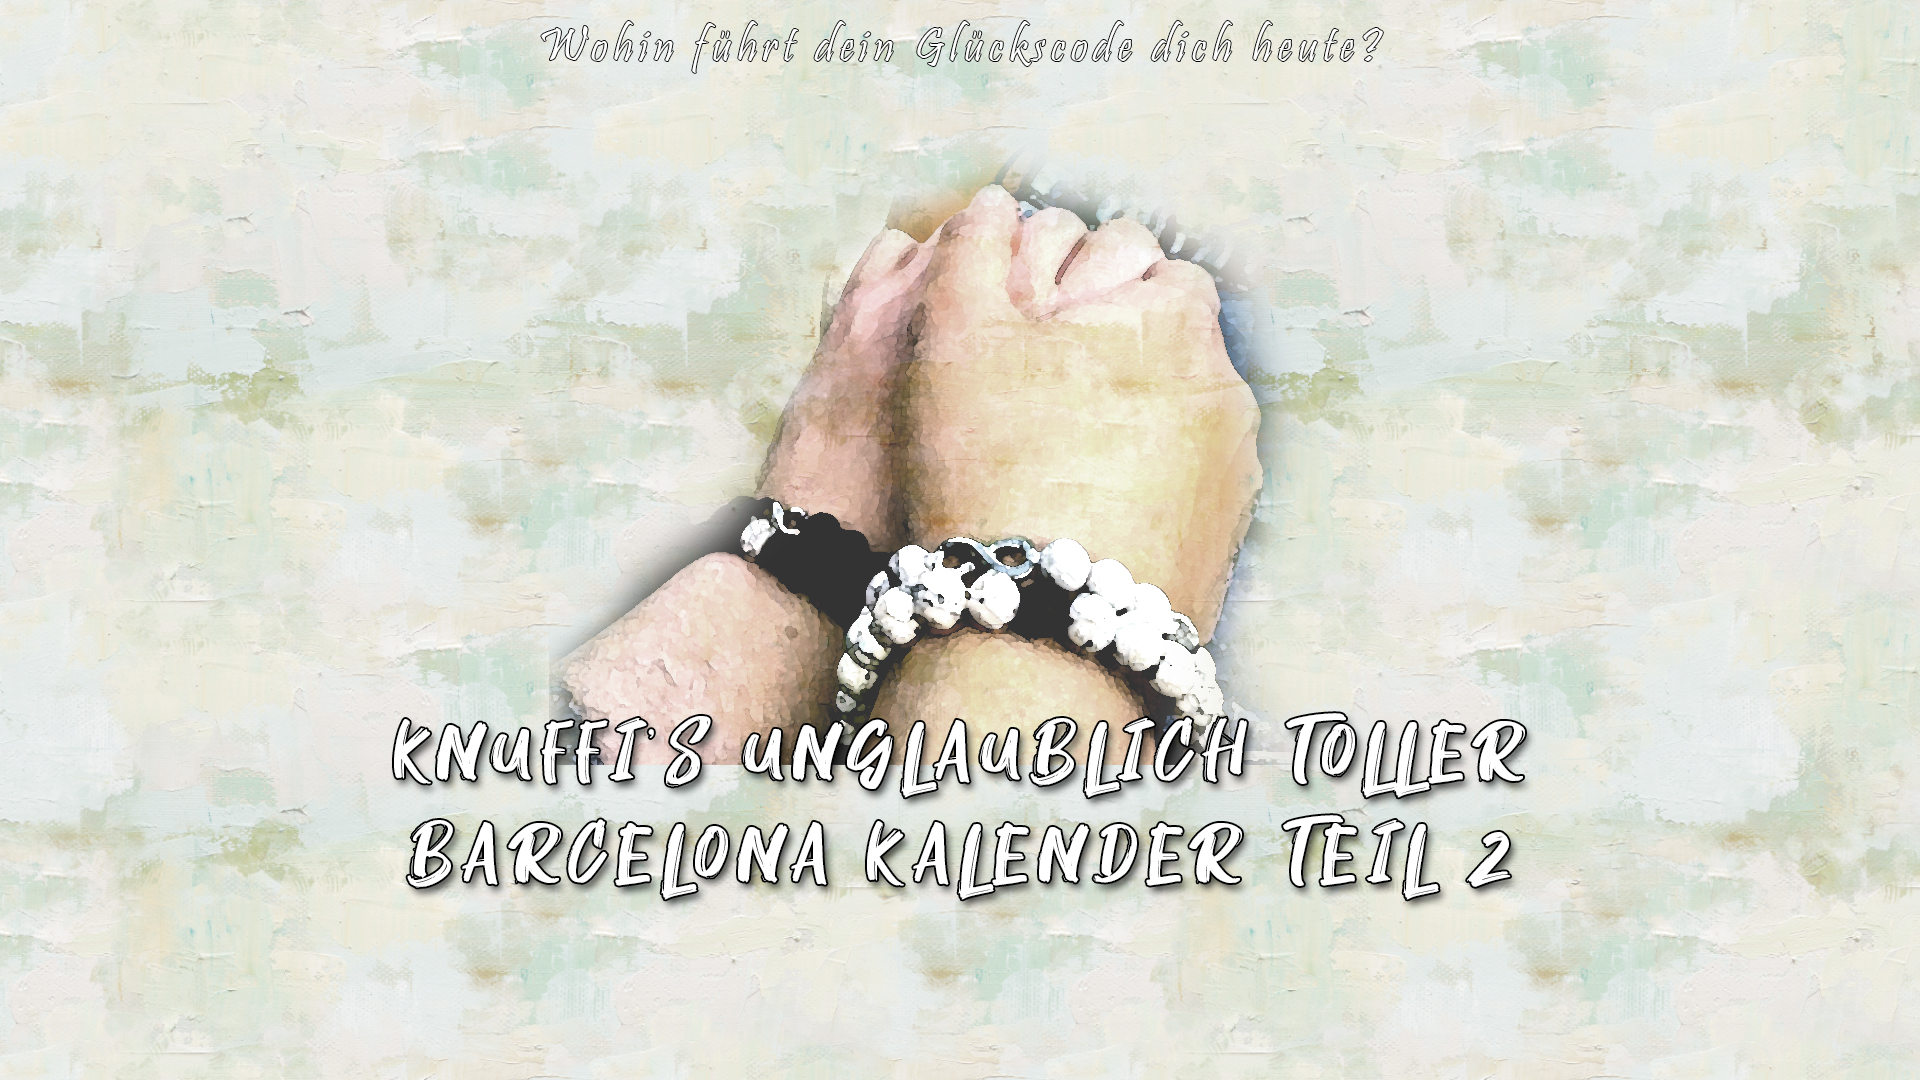 Wohin führt dein Glückscode dich heute?
KNUFFI'S UNGLAUBLICH TOLLER
BARCELONA KALENDER TEIL 2